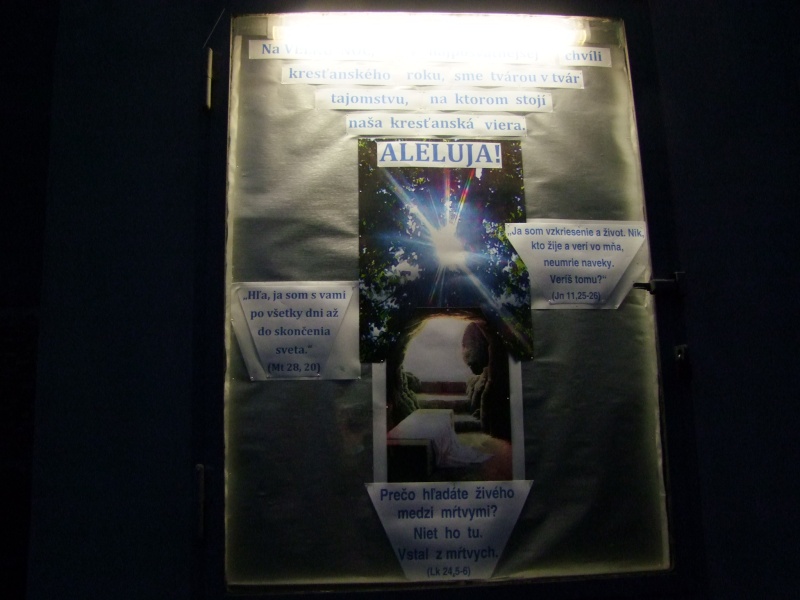 Na
chvíli
kresťanského roku, sme tvárou v tvár
tajomstvu, na ktorom stojí
naša kresťanská viera.
ALELUJA!
„Ja som vzkriesenie a život. Nik,
kto žije a verí vo mňa,
neumrie naveky.
Veríš tomu?"
(Jn 11,25-26)
„Hľa, ja som s vami
po všetky dni až
do skončenia
sveta."
(Mt 28, 20)
Prečo hľadáte živého
medzi mŕtvymi?
Niet ho tu.
Vstal z mŕtvych.
(Lk 24,5-6)